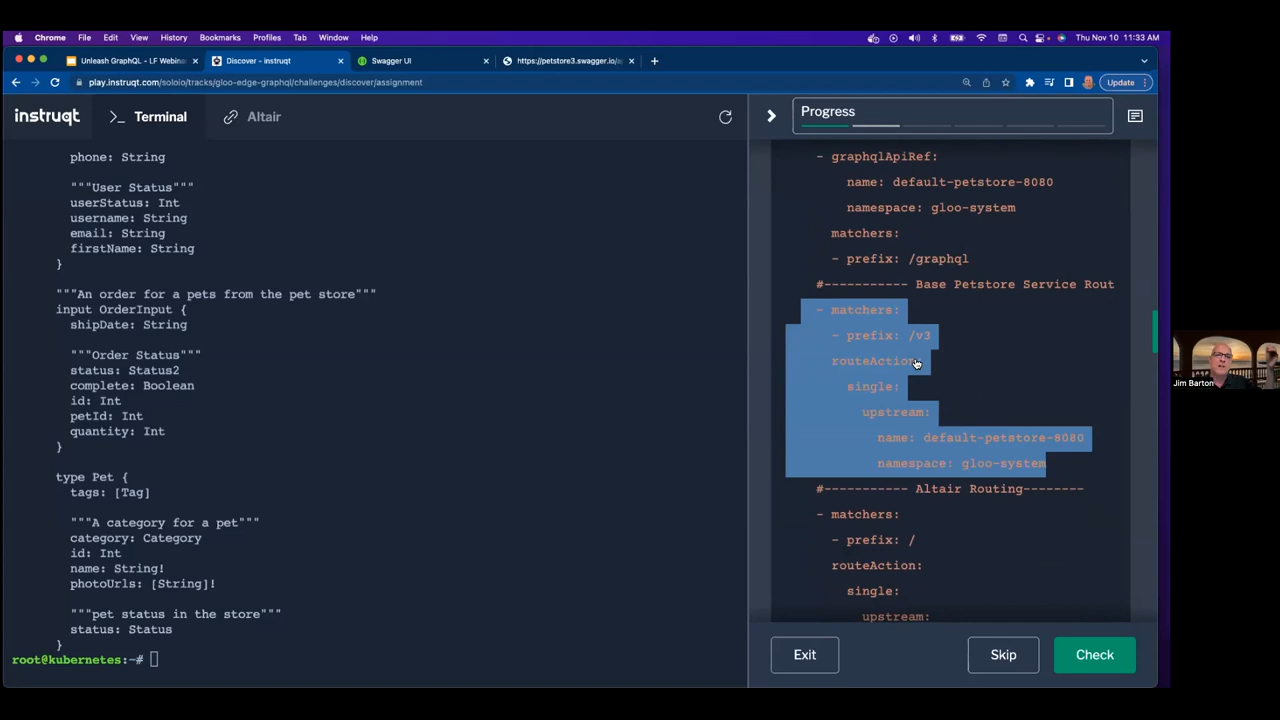 Chrome File Edit View History Bookmarks Profiles Tab Window Help
Thu Nov 10 11:33 AM
Unleash GraphQL - LF Webinar
Discover - instruqt
Swagger UI
https://petstore3.swagger.io/a
play.instruqt.com/soloio/tracks/gloo-edge-graphql/challenges/discover/assignment
Update
instruqt
>_ Terminal
Altair
Progress
phone: String
"""User Status"""
userStatus: Int
username: String
email: String
firstName: String
}
"""An order for a pets from the pet store"""
input OrderInput {
shipDate: String
"""Order Status"""
status: Status2
complete: Boolean
id: Int
petId: Int
quantity: Int
}
type Pet {
tags: [Tag]
"""A category for a pet"""
category: Category
id: Int
name: String!
photoUrls: [String]!
"""pet status in the store"""
status: Status
}
root@kubernetes:~#
- graphqlApiRef:
name: default-petstore-8080
namespace: gloo-system
matchers:
- prefix: /graphql
#----------- Base Petstore Service Rout
- matchers:
- prefix: /v3
routeAction:
single:
upstream:
name: default-petstore-8080
namespace: gloo-system
#----------- Altair Routing--------
- matchers:
- prefix: /
routeAction:
single:
upstream:
Exit
Skip
Check
Jim Barton